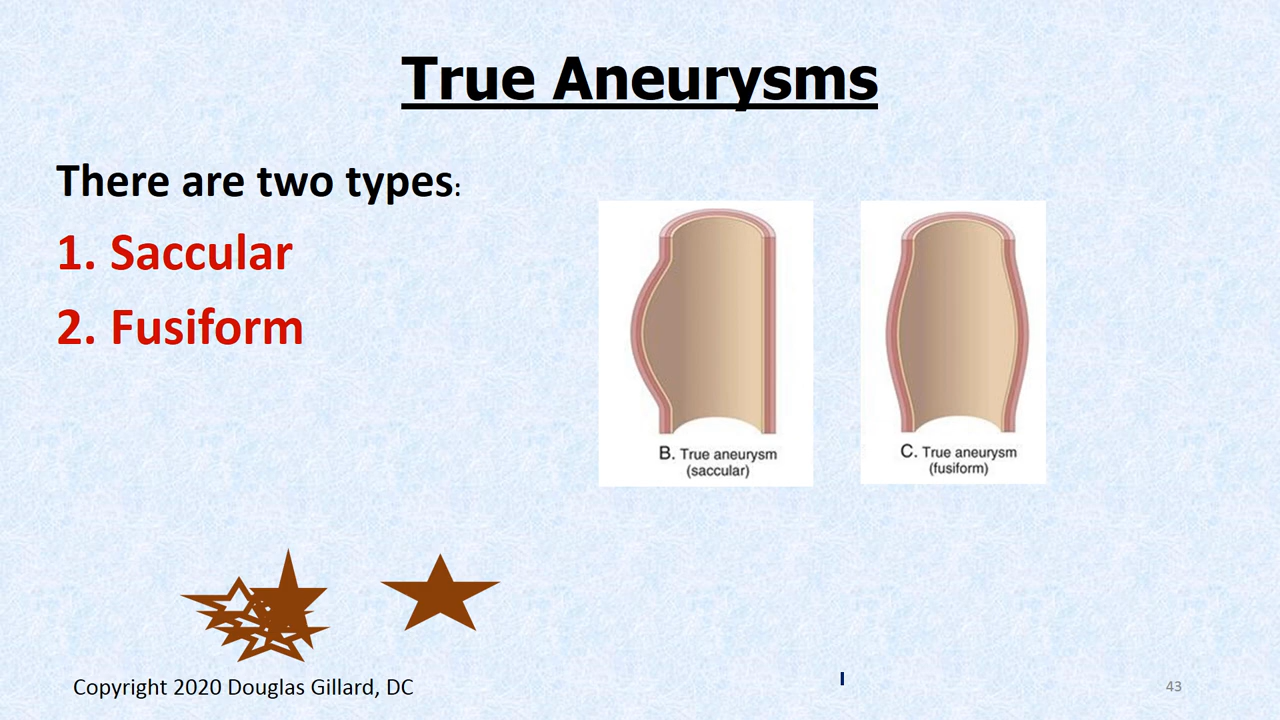 True Aneurysms
There are two types:
1. Saccular
2. Fusiform
B. True aneurysm
(saccular)
C. True aneurysm
(fusiform)
Copyright 2020 Douglas Gillard, DC
43